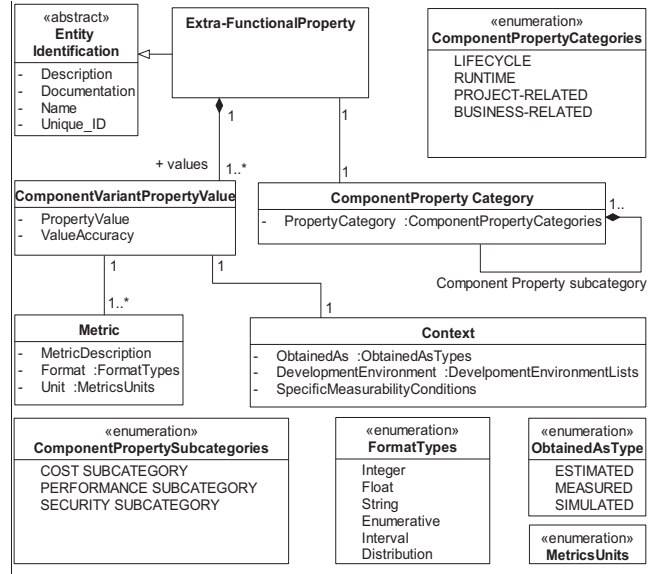 «abstract»
Entity
Identification
- Description
- Documentation
- Name
- Unique_ID
Extra-FunctionalProperty
«enumeration»
ComponentPropertyCategories
LIFECYCLE
RUNTIME
PROJECT-RELATED
BUSINESS-RELATED
1
1
+ values
1..*
1
ComponentVariantPropertyValue
- PropertyValue
- ValueAccuracy
ComponentProperty Category
- PropertyCategory :ComponentPropertyCategories
1..
Component Property subcategory
1
1
1..*
1
Metric
- MetricDescription
- Format :FormatTypes
- Unit :MetricsUnits
Context
- ObtainedAs :ObtainedAsTypes
- DevelopmentEnvironment :DevelpomentEnvironmentLists
- SpecificMeasurabilityConditions
«enumeration»
ComponentPropertySubcategories
COST SUBCATEGORY
PERFORMANCE SUBCATEGORY
SECURITY SUBCATEGORY
«enumeration»
FormatTypes
Integer
Float
String
Enumerative
Interval
Distribution
«enumeration»
ObtainedAsType
ESTIMATED
MEASURED
SIMULATED
«enumeration»
MetricsUnits